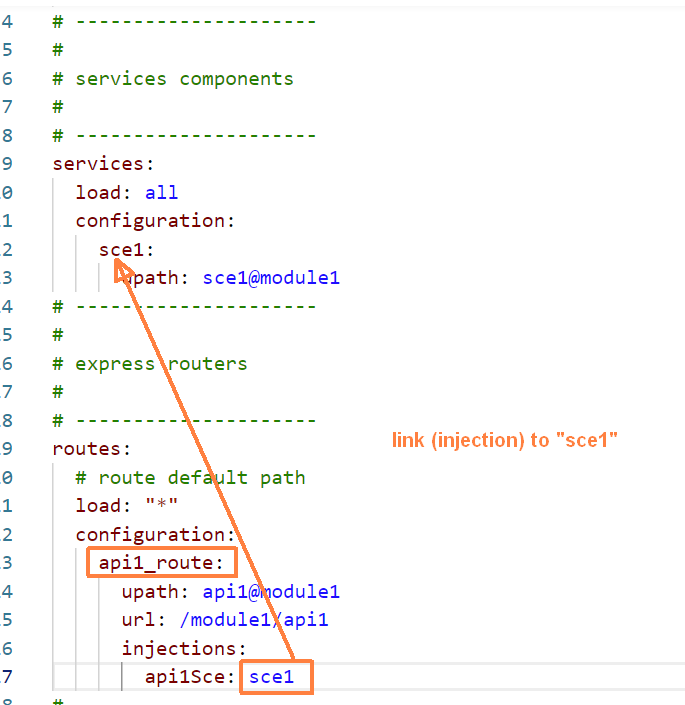 4 # ---------------------
5 #
6 # services components
7 #
8 # ---------------------
9 services:
0 load: all
1 configuration:
2 sce1:
3 upath: sce1@module1
4 # ---------------------
5 #
6 # express routers
7 #
8 # ---------------------
link (injection) to "sce1"
9 routes:
0 # route default path
1 load: "*"
2 configuration:
3 api1_route:
4 upath: api1@module1
5 url: /module1/api1
6 injections:
7 api1Sce: sce1
8 #